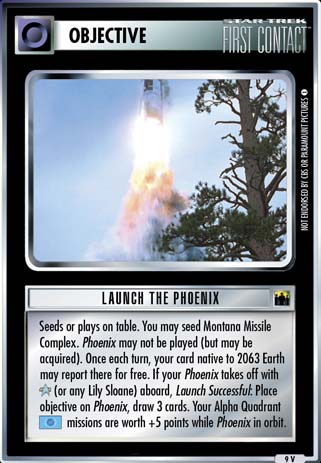 OBJECTIVE
STAR TREK
FIRST CONTACT
NOT ENDORSED BY CBS OR PARAMOUNT PICTURES
LAUNCH THE PHOENIX
Seeds or plays on table. You may seed Montana Missile
Complex. Phoenix may not be played (but may be
acquired). Once each turn, your card native to 2063 Earth
may report there for free. If your Phoenix takes off with
(or any Lily Sloane) aboard, Launch Successful: Place
objective on Phoenix, draw 3 cards. Your Alpha Quadrant
missions are worth +5 points while Phoenix in orbit.
9 V